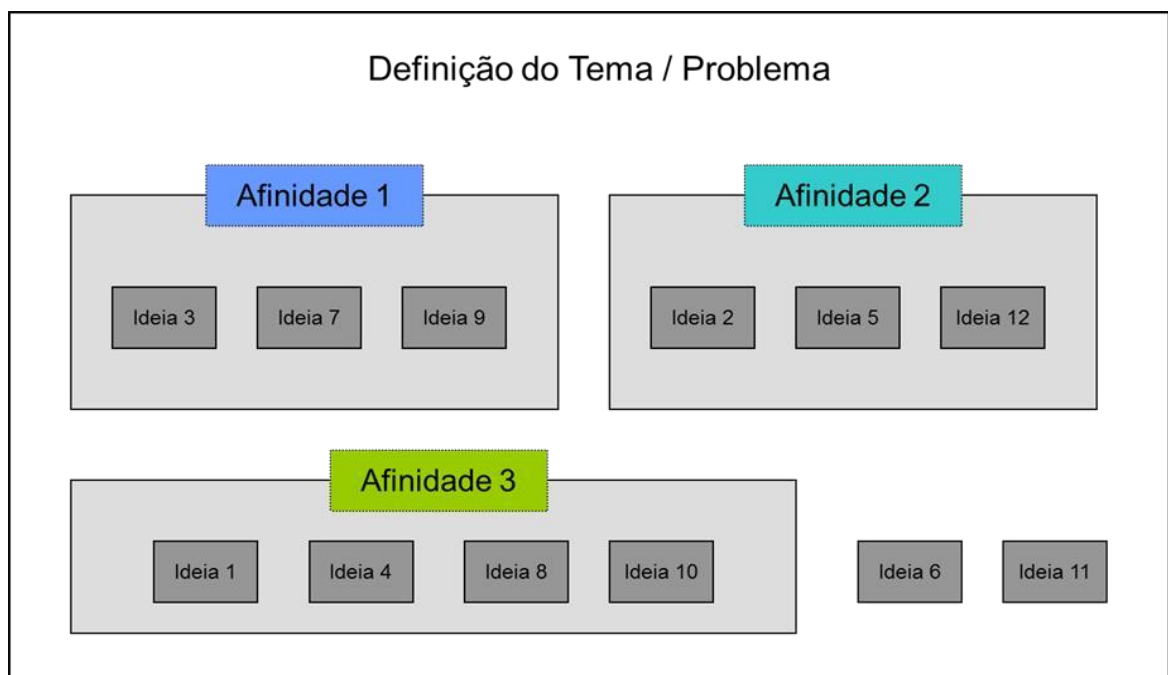 Definição do Tema / Problema
Afinidade 1
Ideia 3
Ideia 7
Ideia 9
Afinidade 2
Ideia 2
Ideia 5
Ideia 12
Afinidade 3
Ideia 1
Ideia 4
Ideia 8
Ideia 10
Ideia 6
Ideia 11